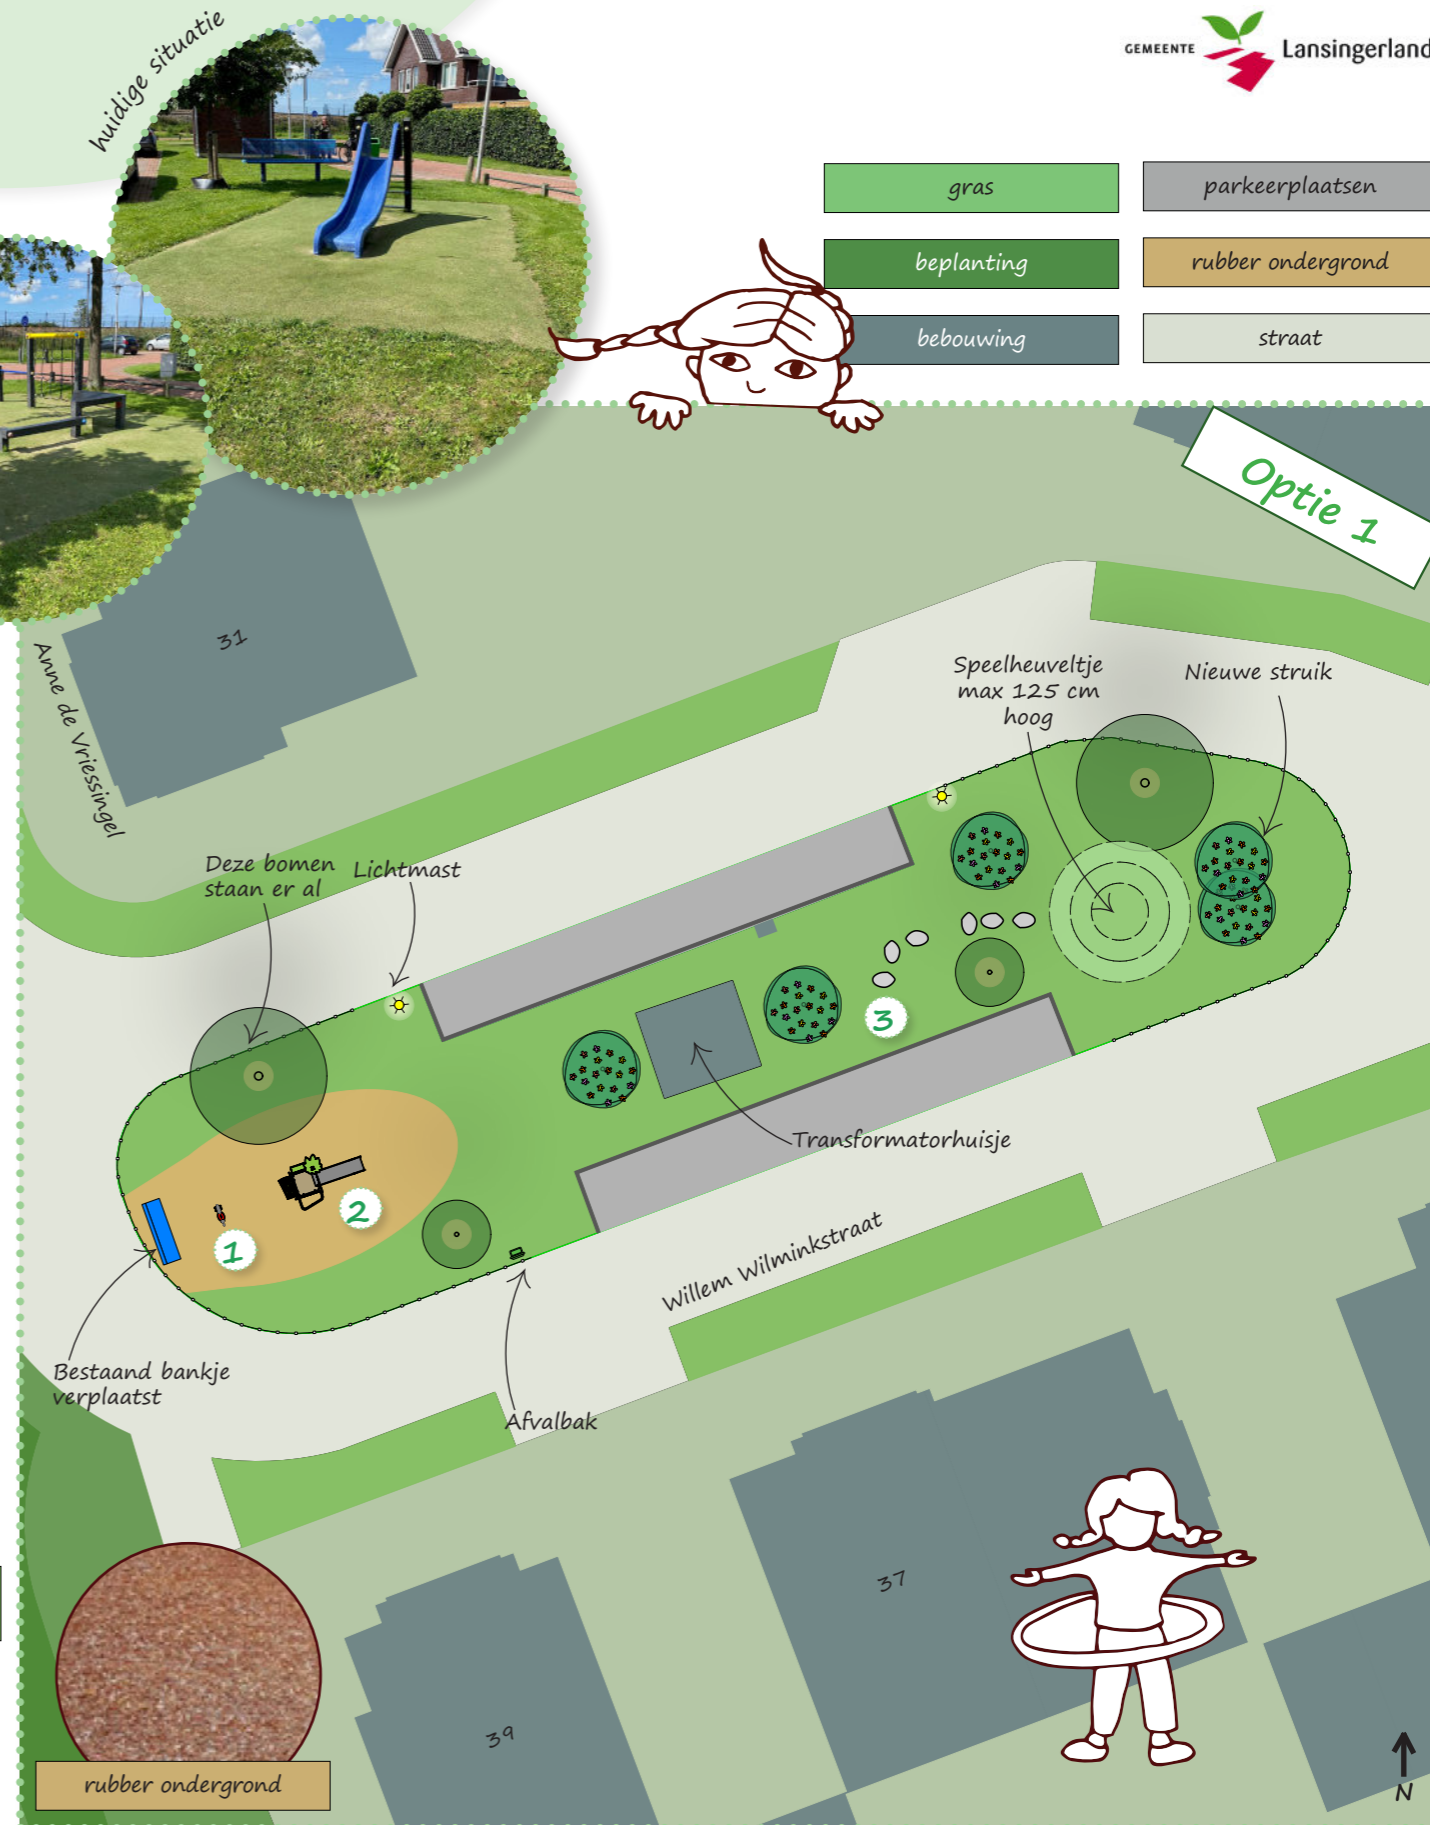 huidige situatie
GEMEENTE
Lansingerland
gras
parkeerplaatsen
beplanting
rubber ondergrond
bebouwing
straat
Optie 1
31
Anne de Vriessingel
Speelheuveltje
max 125 cm
hoog
Nieuwe struik
Deze bomen
staan er al
Lichtmast
3
Transformatorhuisje
2
1
Willem Wilminkstraat
Bestaand bankje
verplaatst
Afvalbak
37
39
rubber ondergrond
N